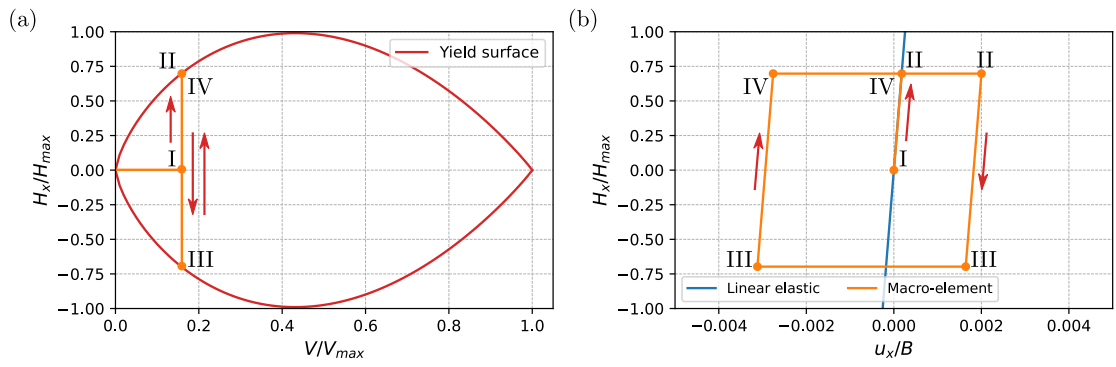 (a)
1.00
0.75
0.50
0.25
0.00
−0.25
−0.50
−0.75
−1.00
H_x/H_max
0.0
0.2
0.4
0.6
0.8
1.0
V/V_max
Yield surface
II
IV
I
III
(b)
1.00
0.75
0.50
0.25
0.00
−0.25
−0.50
−0.75
−1.00
H_x/H_max
−0.004
−0.002
0.000
0.002
0.004
u_x/B
IV
II
IV
II
I
III
III
Linear elastic
Macro-element